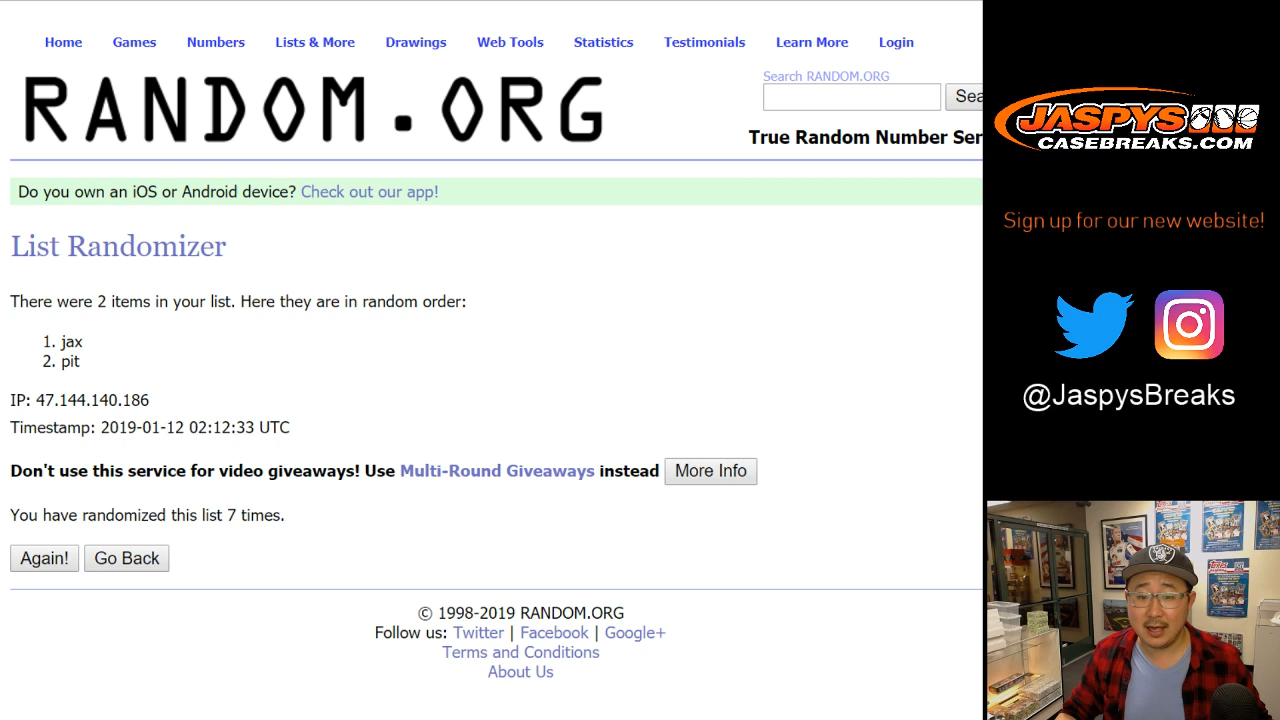 Home Games Numbers Lists & More Drawings Web Tools Statistics Testimonials Learn More Login
RANDOM.ORG
Search RANDOM.ORG
Sea
True Random Number Ser
Do you own an iOS or Android device? Check out our app!
List Randomizer
There were 2 items in your list. Here they are in random order:
1. jax
2. pit
IP: 47.144.140.186
Timestamp: 2019-01-12 02:12:33 UTC
Don't use this service for video giveaways! Use Multi-Round Giveaways instead More Info
You have randomized this list 7 times.
Again! Go Back
© 1998-2019 RANDOM.ORG
Follow us: Twitter | Facebook | Google+
Terms and Conditions
About Us
JASPYS
CASEBREAKS.COM
Sign up for our new website!
@JaspysBreaks